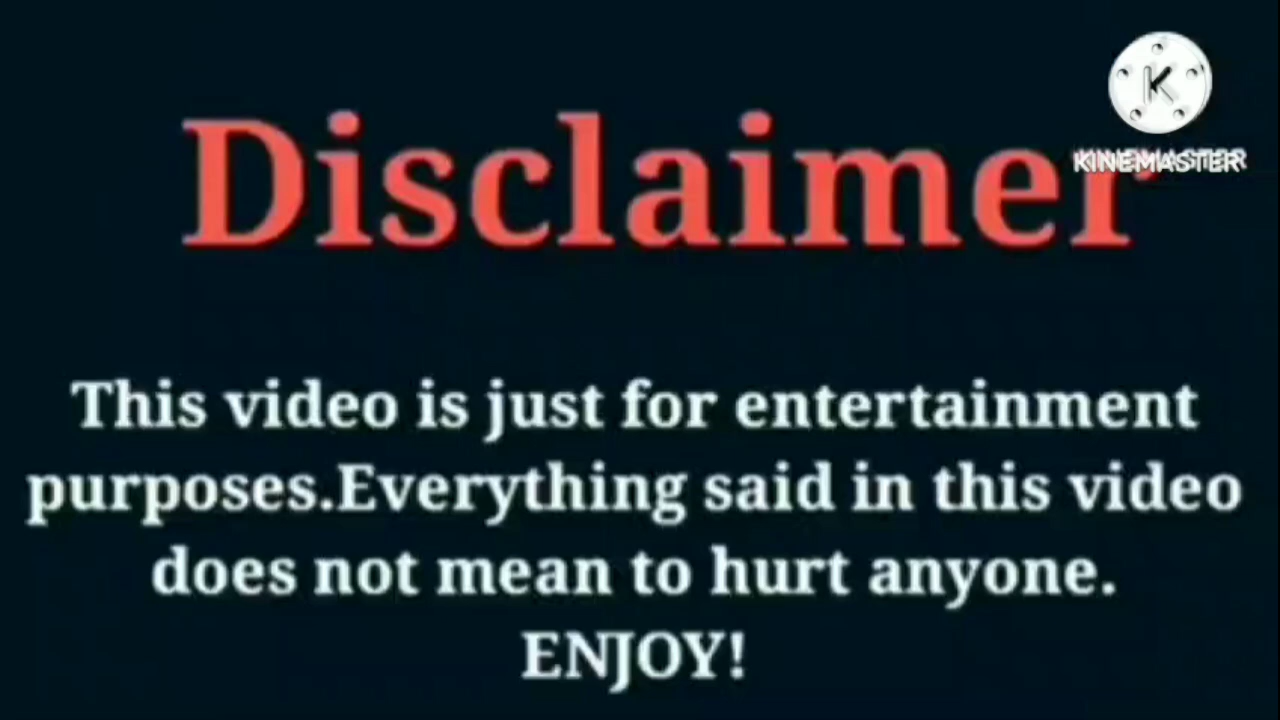 K
KINEMASTER
Disclaimer
This video is just for entertainment
purposes.Everything said in this video
does not mean to hurt anyone.
ENJOY!